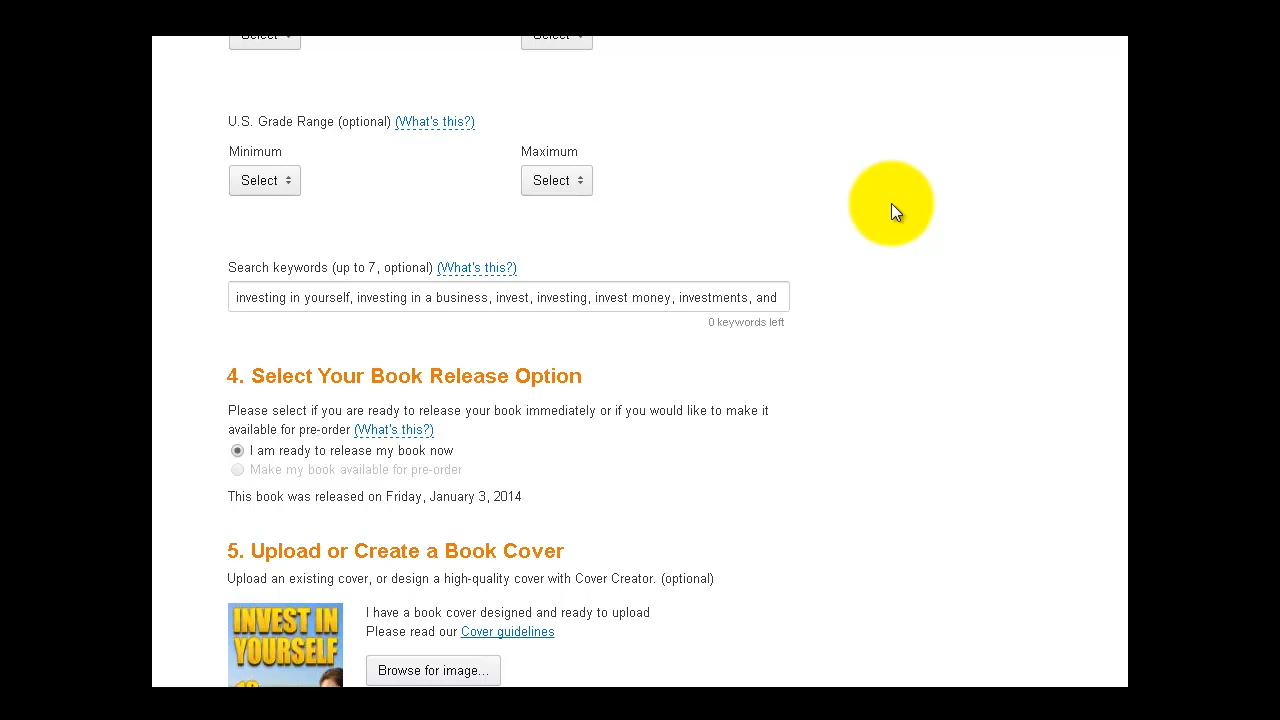 Select Select
U.S. Grade Range (optional) (What's this?)
Minimum Maximum
Select Select
Search keywords (up to 7, optional) (What's this?)
investing in yourself, investing in a business, invest, investing, invest money, investments, and
0 keywords left
4. Select Your Book Release Option
Please select if you are ready to release your book immediately or if you would like to make it
available for pre-order (What's this?)
I am ready to release my book now
Make my book available for pre-order
This book was released on Friday, January 3, 2014
5. Upload or Create a Book Cover
Upload an existing cover, or design a high-quality cover with Cover Creator. (optional)
INVEST IN
YOURSELF
I have a book cover designed and ready to upload
Please read our Cover guidelines
Browse for image...